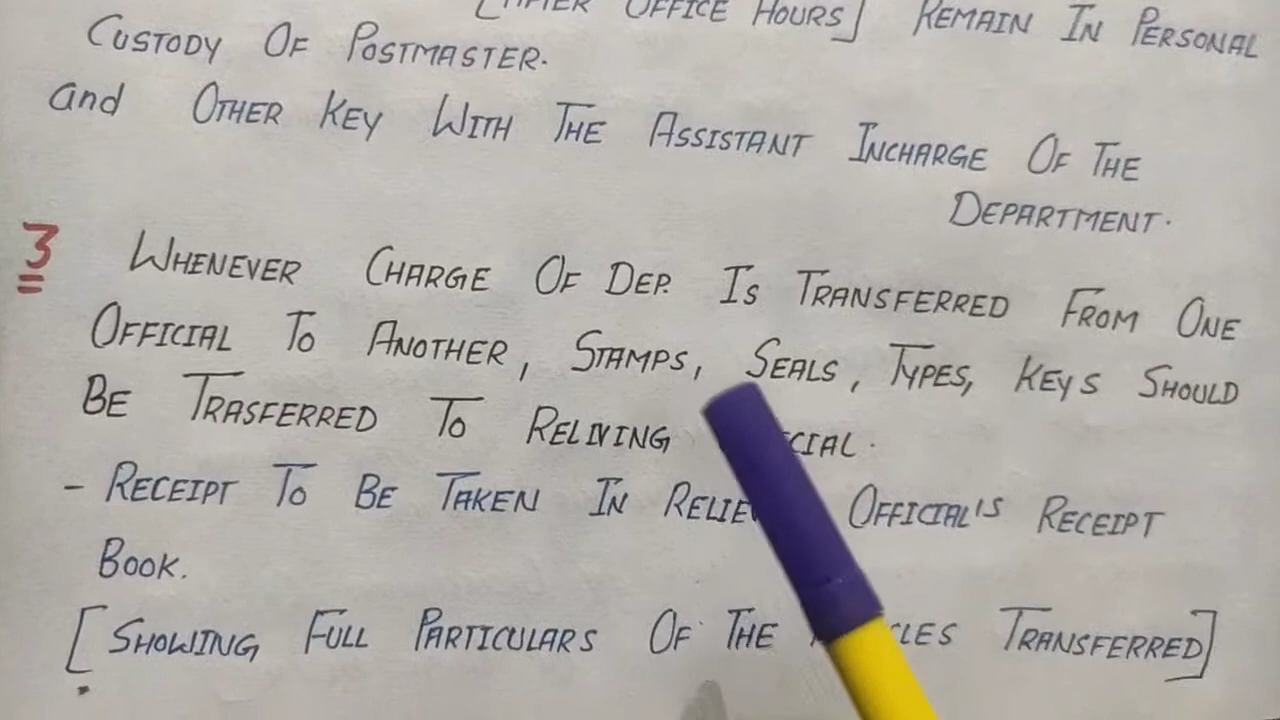 OFFICE HOURS] REMAIN IN PERSONAL
CUSTODY OF POSTMASTER.
and OTHER KEY WITH THE ASSISTANT INCHARGE OF THE
DEPARTMENT.
3 WHENEVER CHARGE OF DEP. IS TRANSFERRED FROM ONE
OFFICIAL TO ANOTHER, STAMPS, SEALS, TYPES, KEYS SHOULD
BE TRASFERRED TO RELIVING
- RECEIPT TO BE TAKEN IN OFFICIAL'S RECEIPT
BOOK.
[SHOWING FULL PARTICULARS OF THE TRANSFERRED]